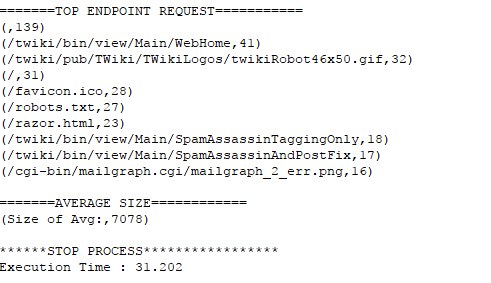 =======TOP ENDPOINT REQUEST===========
(,139)
(/twiki/bin/view/Main/WebHome,41)
(/twiki/pub/TWiki/TWikiLogos/twikiRobot46x50.gif,32)
(/,31)
(/favicon.ico,28)
(/robots.txt,27)
(/razor.html,23)
(/twiki/bin/view/Main/SpamAssassinTaggingOnly,18)
(/twiki/bin/view/Main/SpamAssassinAndPostFix,17)
(/cgi-bin/mailgraph.cgi/mailgraph_2_err.png,16)
=======AVERAGE SIZE============
(Size of Avg:,7078)
******STOP PROCESS*****************
Execution Time : 31.202